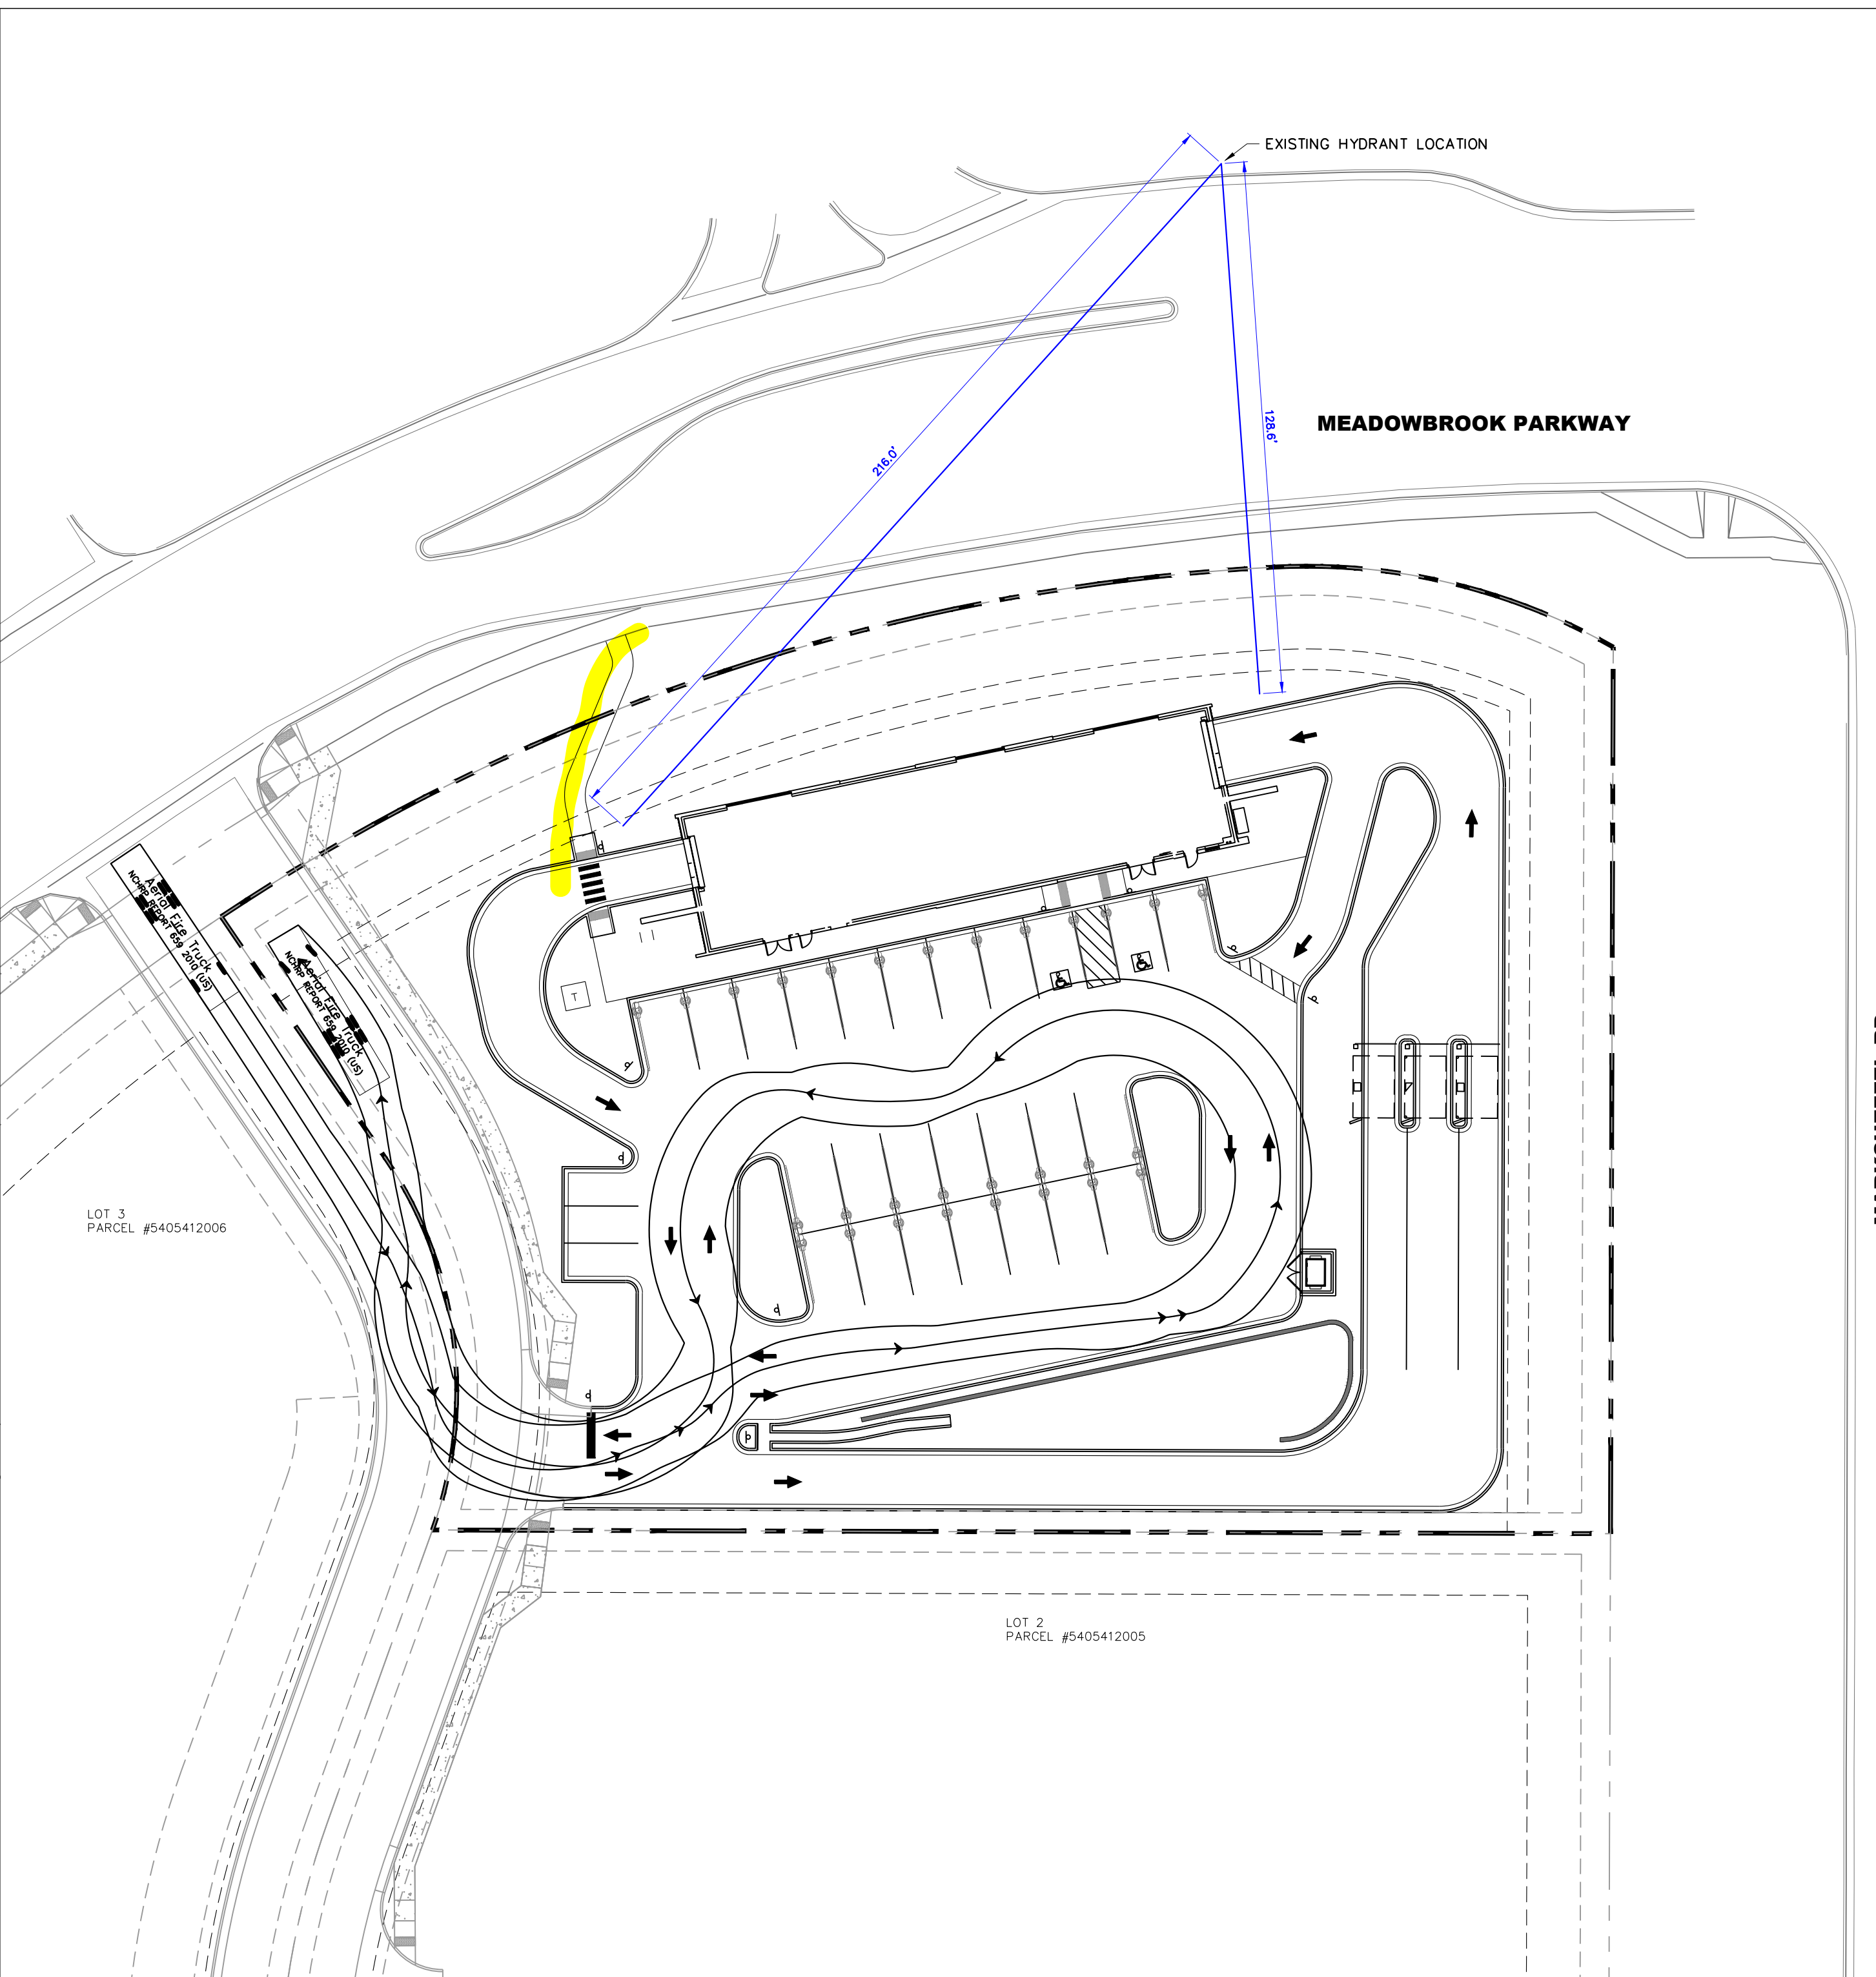 EXISTING HYDRANT LOCATION
216.0'
128.6'
MEADOWBROOK PARKWAY
Aerial Fire Truck
NCHRP REPORT 659 2010 (US)
Aerial Fire Truck
NCHRP REPORT 659 2010 (US)
T
LOT 3
PARCEL #5405412006
LOT 2
PARCEL #5405412005